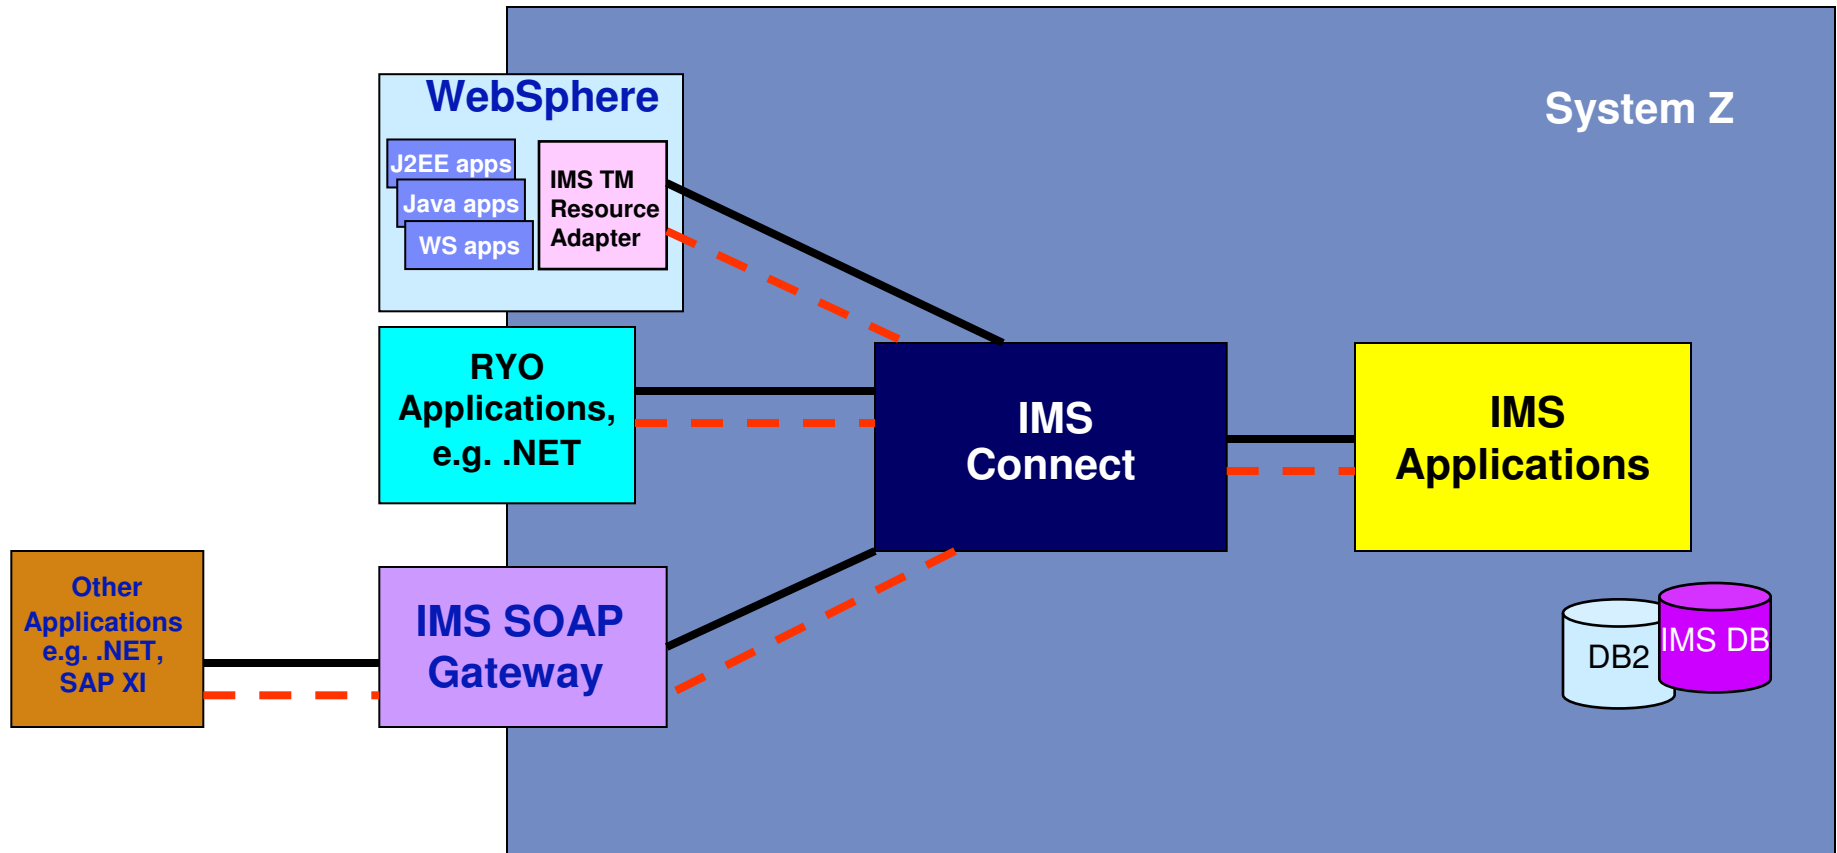 WebSphere
System Z
J2EE apps
Java apps
WS apps
IMS TM
Resource
Adapter
RYO
Applications,
e.g. .NET
IMS
Connect
IMS
Applications
Other
Applications
e.g. .NET,
SAP XI
IMS SOAP
Gateway
DB2
IMS DB